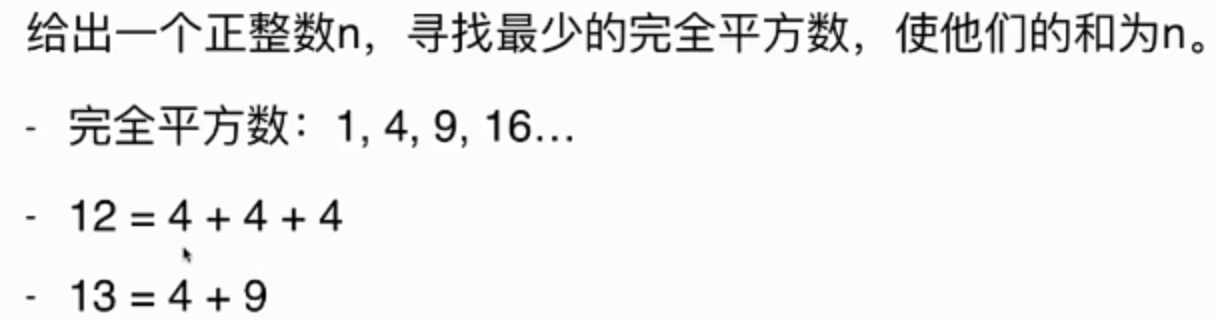 给出一个正整数n，寻找最少的完全平方数，使他们的和为n。
- 完全平方数：1, 4, 9, 16…
- 12 = 4 + 4 + 4
- 13 = 4 + 9